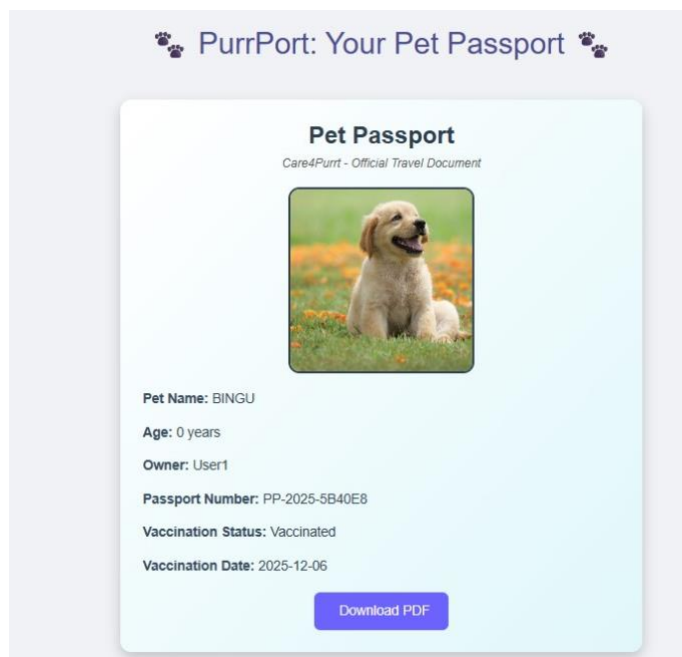 PurrPort: Your Pet Passport
Pet Passport
Care4Purrt - Official Travel Document
Pet Name: BINGU
Age: 0 years
Owner: User1
Passport Number: PP-2025-5B40E8
Vaccination Status: Vaccinated
Vaccination Date: 2025-12-06
Download PDF